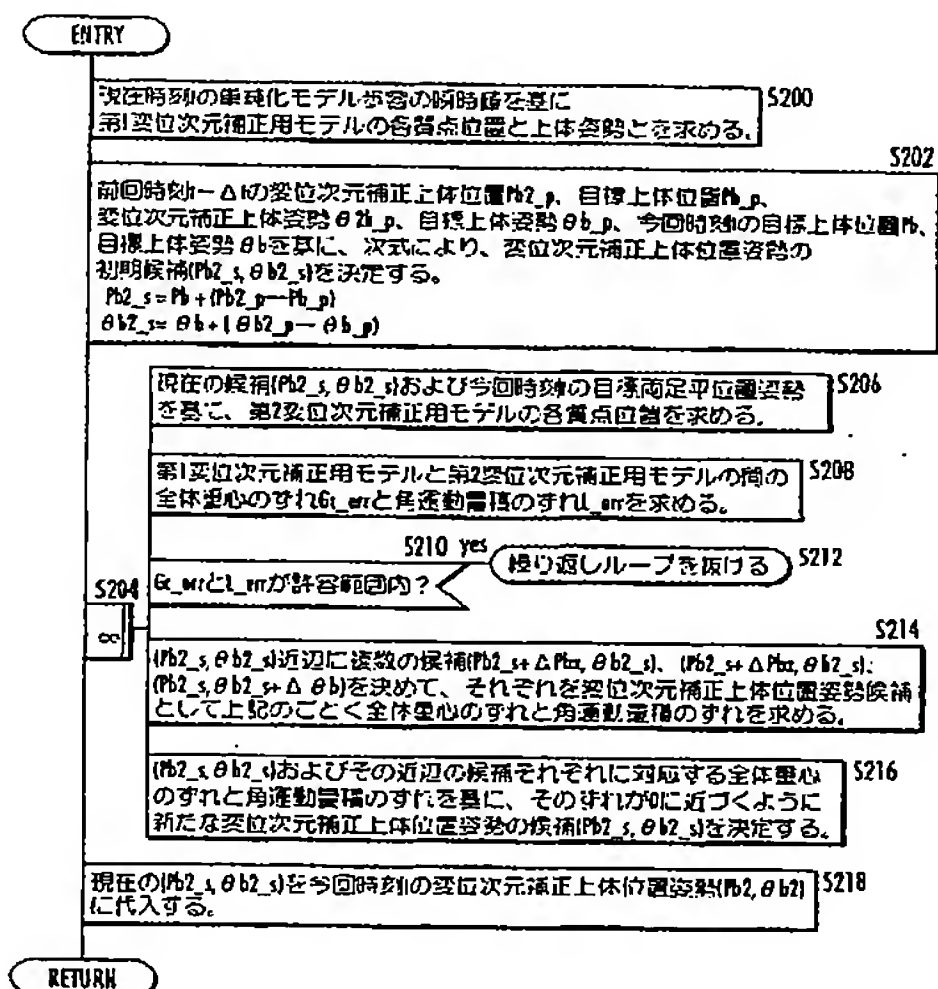 ENTRY
現在時刻tの単純化モデル歩容の瞬時値を基に
第1変位次元補正用モデルの各質点位置と上体姿勢とを求める。
S200
S202
前回時刻t-Δtの変位次元補正上体位置Pb2_p、目標上体位置Pb_p、
変位次元補正上体姿勢θ2b_p、目標上体姿勢θb_p、今回時刻tの目標上体位置Pb、
目標上体姿勢θbを基に、次式により、変位次元補正上体位置姿勢の
初期候補(Pb2_s,θb2_s)を決定する。
Pb2_s=Pb+(Pb2_p-Pb_p)
θb2_s=θb+(θb2_p-θb_p)
現在の候補(Pb2_s,θb2_s)および今回時刻tの目標両足平位置姿勢
を基に、第2変位次元補正用モデルの各質点位置を求める。
S206
第1変位次元補正用モデルと第2変位次元補正用モデルの間の
全体重心のずれGc_errと角運動量積のずれL_errを求める。
S208
S210 yes
繰り返しループを抜ける
S212
S204
Gc_errとL_errが許容範囲内?
∞
S214
(Pb2_s,θb2_s)近辺に複数の候補(Pb2_s+ΔPbx,θb2_s)、(Pb2_s+ΔPbz,θb2_s)、
(Pb2_s,θb2_s+Δθb)を決めて、それぞれを変位次元補正上体位置姿勢候補
として上記のごとく全体重心のずれと角運動量積のずれを求める。
(Pb2_s,θb2_s)およびその近辺の候補それぞれに対応する全体重心
のずれと角運動量積のずれを基に、そのずれが0に近づくように
新たな変位次元補正上体位置姿勢の候補(Pb2_s,θb2_s)を決定する。
S216
現在の(Pb2_s,θb2_s)を今回時刻tの変位次元補正上体位置姿勢(Pb2,θb2)
に代入する。
S218
RETURN